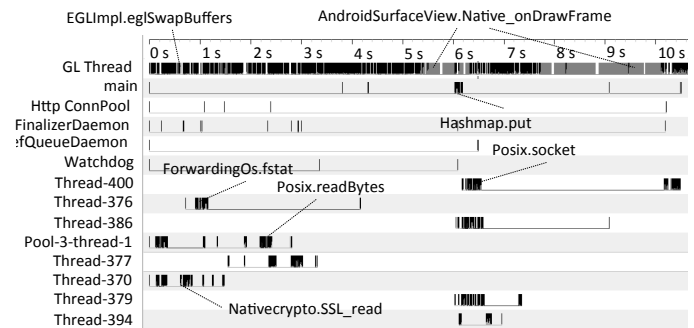 EGLImpl.eglSwapBuffers
AndroidSurfaceView.Native_onDrawFrame
0 s 1 s 2 s 3 s 4 s 5 s 6 s 7 s 8 s 9 s 10 s
GL Thread
main
Http ConnPool
Hashmap.put
FinalizerDaemon
efQueueDaemon
Posix.socket
Watchdog
ForwardingOs.fstat
Thread-400
Posix.readBytes
Thread-376
Thread-386
Pool-3-thread-1
Thread-377
Thread-370
Nativecrypto.SSL_read
Thread-379
Thread-394